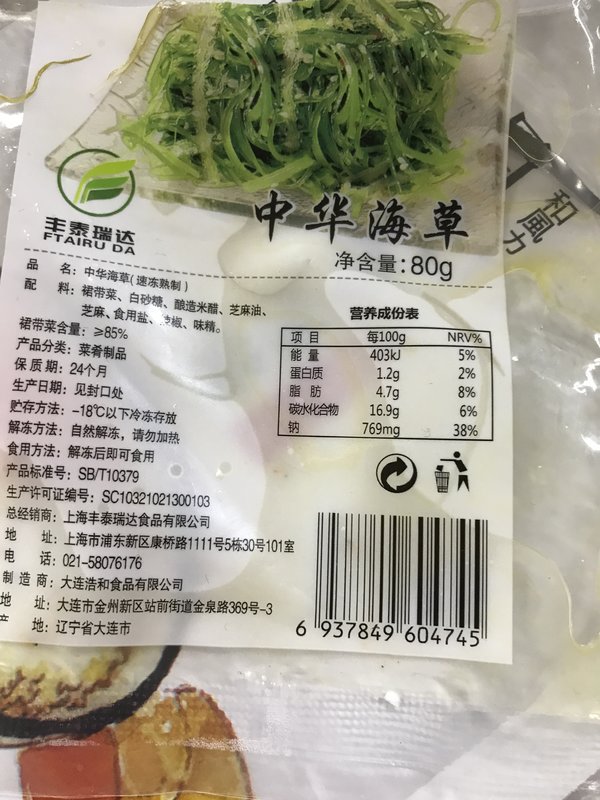 丰泰瑞达
FTAIRU DA
中华海草
净含量:80g
和風
力
品 名: 中华海草(速冻熟制)
配 料: 裙带菜、白砂糖、酿造米醋、芝麻油、
芝麻、食用盐、辣椒、味精。
裙带菜含量: ≥85%
产品分类: 菜肴制品
保质期: 24个月
生产日期: 见封口处
贮存方法: -18℃以下冷冻存放
解冻方法: 自然解冻, 请勿加热
食用方法: 解冻后即可食用
产品标准号: SB/T10379
生产许可证编号: SC10321021300103
总经销商: 上海丰泰瑞达食品有限公司
地 址: 上海市浦东新区康桥路1111号5栋30号101室
电 话: 021-58076176
制造商: 大连浩和食品有限公司
地 址: 大连市金州新区站前街道金泉路369号-3
产 地: 辽宁省大连市
营养成份表
项 目 每100g NRV%
能 量 403kJ 5%
蛋白质 1.2g 2%
脂 肪 4.7g 8%
碳水化合物 16.9g 6%
钠 769mg 38%
6 937849 604745